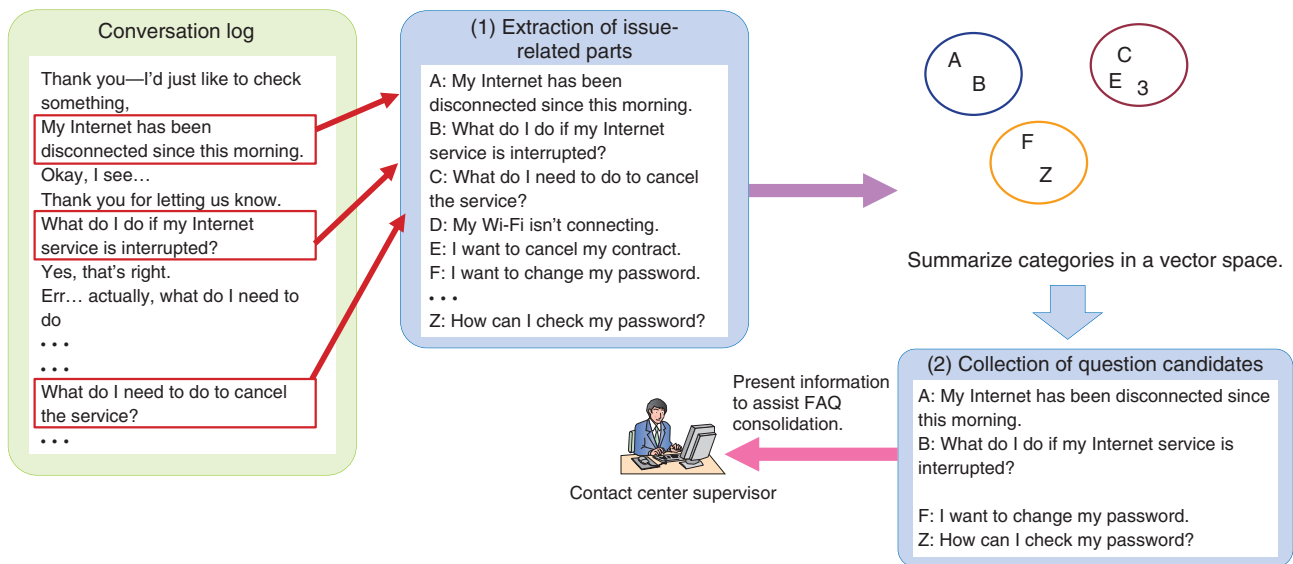 Conversation log
Thank you—I'd just like to check
something,
My Internet has been
disconnected since this morning.
Okay, I see…
Thank you for letting us know.
What do I do if my Internet
service is interrupted?
Yes, that's right.
Err… actually, what do I need to
do
• • •
• • •
What do I need to do to cancel
the service?
• • •
(1) Extraction of issue-
related parts
A: My Internet has been
disconnected since this morning.
B: What do I do if my Internet
service is interrupted?
C: What do I need to do to cancel
the service?
D: My Wi-Fi isn't connecting.
E: I want to cancel my contract.
F: I want to change my password.
• • •
Z: How can I check my password?
A
B
C
E 3
F
Z
Summarize categories in a vector space.
(2) Collection of question candidates
A: My Internet has been disconnected since
this morning.
B: What do I do if my Internet service is
interrupted?
F: I want to change my password.
Z: How can I check my password?
Present information
to assist FAQ
consolidation.
Contact center supervisor